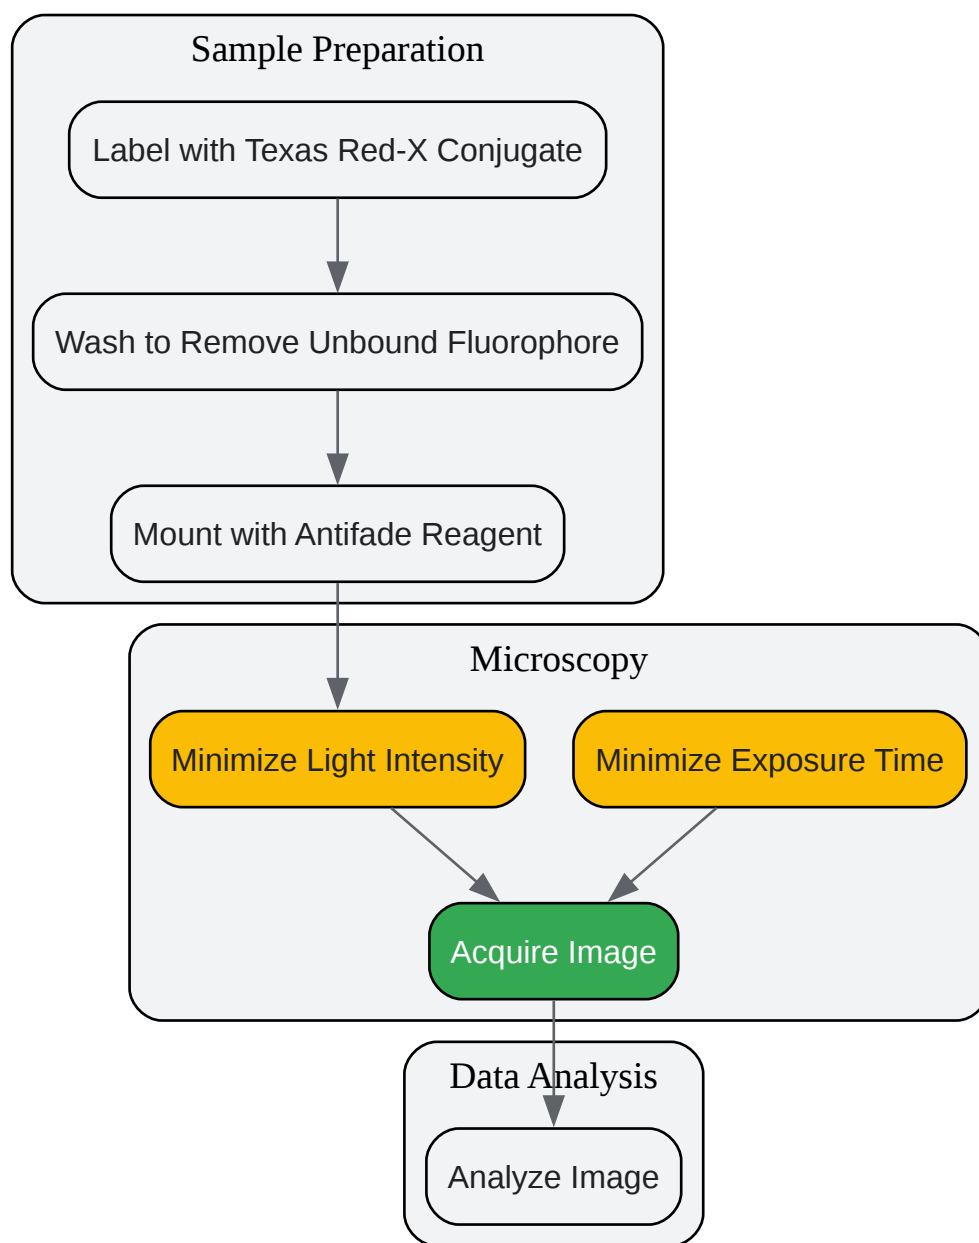 Sample Preparation
Label with Texas Red-X Conjugate
Wash to Remove Unbound Fluorophore
Mount with Antifade Reagent
Microscopy
Minimize Light Intensity
Minimize Exposure Time
Acquire Image
Data Analysis
Analyze Image